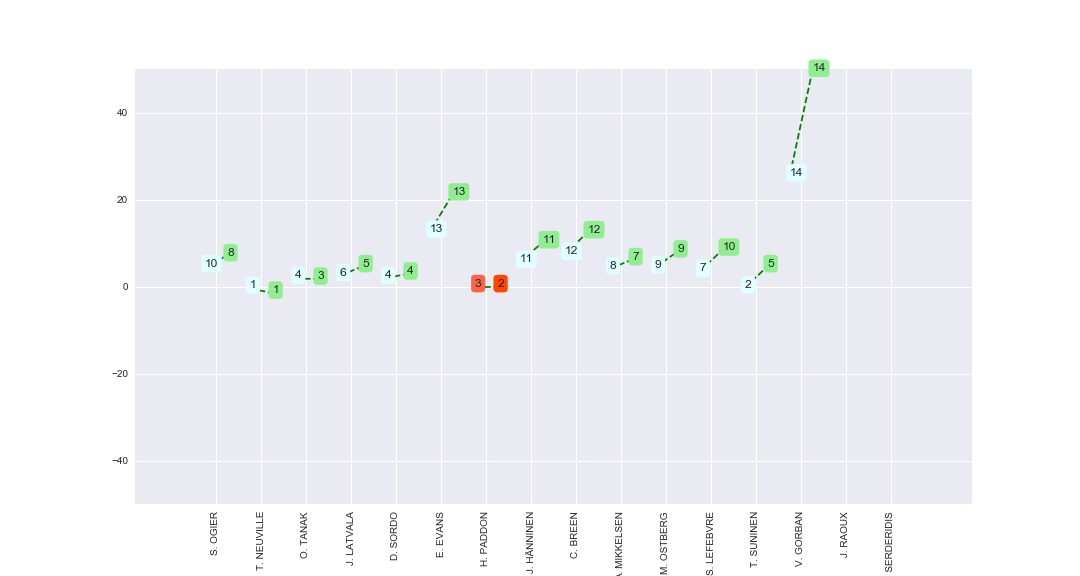 40
20
0
−20
−40
10 8
1 1
4 3
6 5
4 4
13 13
3 2
11 11
12 12
8 7
9 9
7 10
2 5
14 14
S. OGIER
T. NEUVILLE
O. TANAK
J. LATVALA
D. SORDO
E. EVANS
H. PADDON
J. HANNINEN
C. BREEN
MIKKELSEN
M. OSTBERG
S. LEFEBVRE
T. SUNINEN
V. GORBAN
J. RAOUX
SERDERIDIS